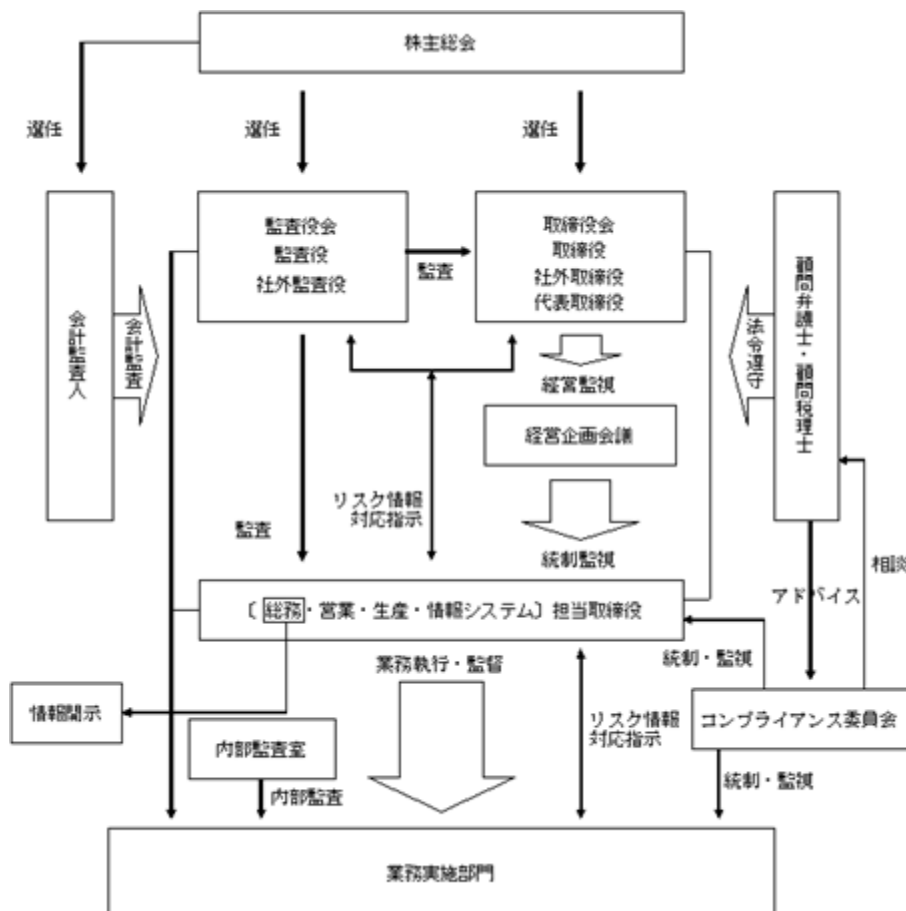 株主総会
選任
選任
選任
監査役会
監査役
社外監査役
監査
取締役会
取締役
社外取締役
代表取締役
会計監査人
会計監査
法令遵守
顧問弁護士・顧問税理士
経営監視
経営企画会議
リスク情報
対応指示
監査
統制監視
相談
アドバイス
〔総務・営業・生産・情報システム〕担当取締役
業務執行・監督
統制・監視
情報開示
内部監査室
リスク情報
対応指示
コンプライアンス委員会
内部監査
統制・監視
業務実施部門